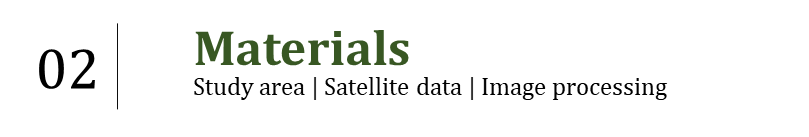 02
Materials
Study area | Satellite data | Image processing